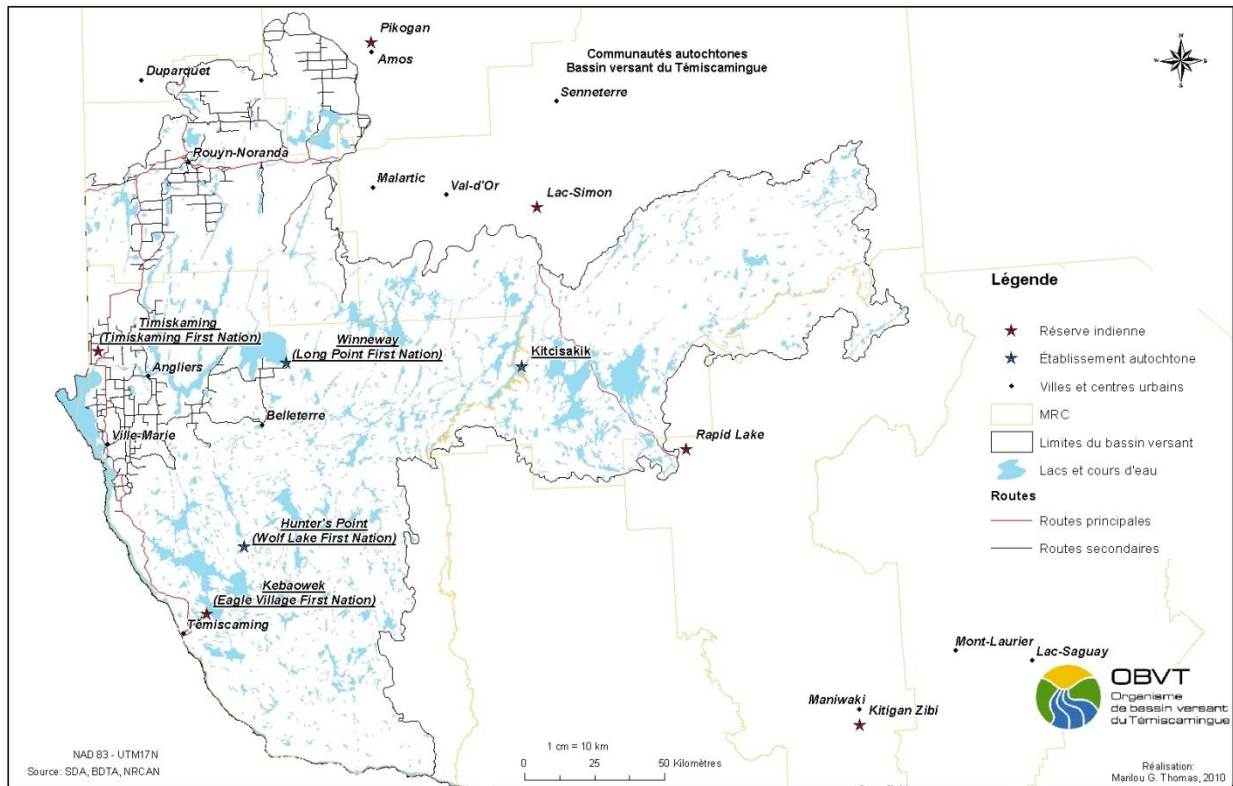 Pikogan
Amos
Communautés autochtones
Bassin versant du Témiscamingue
N
Duparquet
Senneterre
Rouyn-Noranda
Malartic
Val-d'Or
Lac-Simon
Légende
Réserve indienne
Établissement autochtone
Villes et centres urbains
MRC
Limites du bassin versant
Lacs et cours d'eau
Routes
Routes principales
Routes secondaires
Timiskaming
(Timiskaming First Nation)
Winneway
(Long Point First Nation)
Kitcisakik
Angliers
Belleterre
Ville-Marie
Rapid Lake
Hunter's Point
(Wolf Lake First Nation)
Kebaowek
(Eagle Village First Nation)
Témiscaming
Mont-Laurier
Lac-Saguay
Maniwaki
Kitigan Zibi
OBVT
Organisme
de bassin versant
du Témiscamingue
NAD 83 - UTM17N
Source: SDA, BDTA, NRCAN
1 cm = 10 km
0 25 50 Kilomètres
Réalisation:
Marilou G. Thomas, 2010